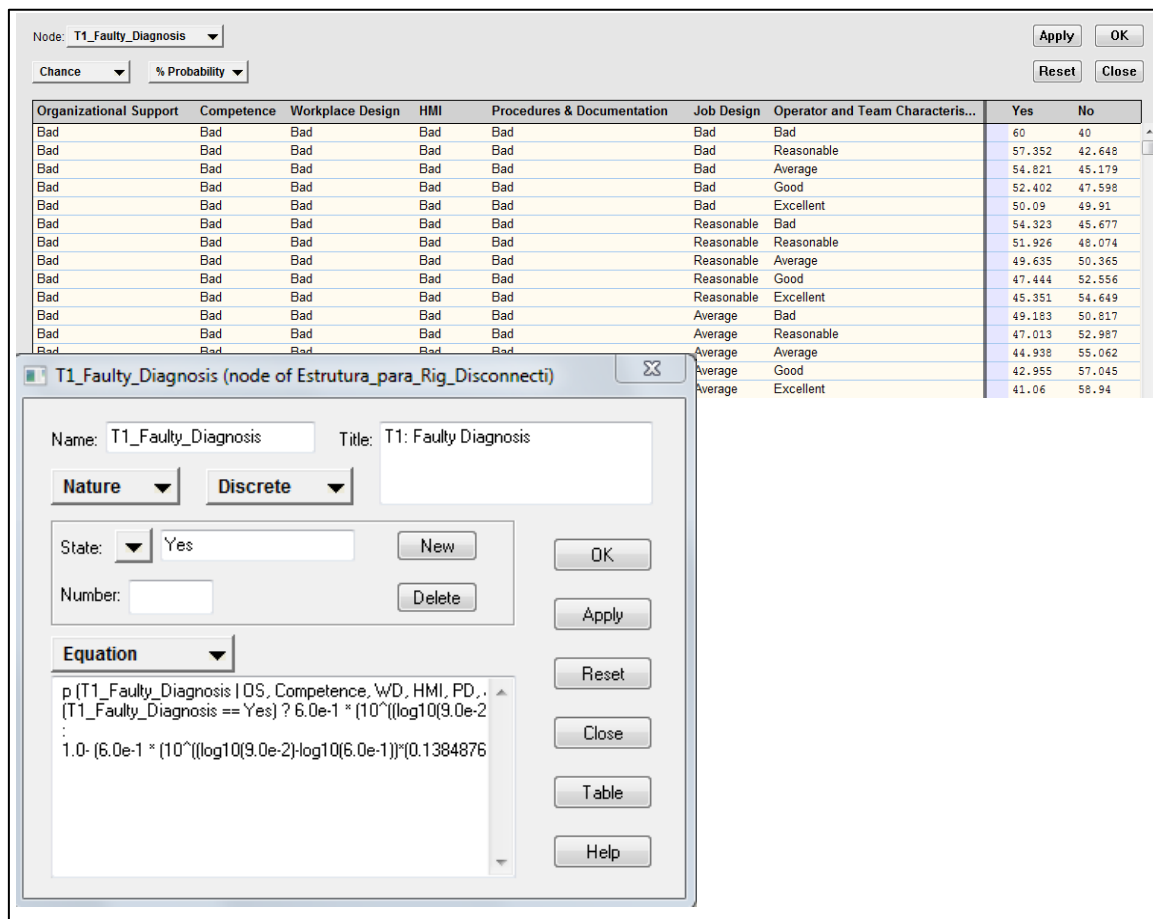 Node: T1_Faulty_Diagnosis Apply OK
Chance % Probability Reset Close
Organizational Support Competence Workplace Design HMI Procedures & Documentation Job Design Operator and Team Characteris... Yes No
Bad Bad Bad Bad Bad Bad Bad 60 40
Bad Bad Bad Bad Bad Bad Reasonable 57.352 42.648
Bad Bad Bad Bad Bad Bad Average 54.821 45.179
Bad Bad Bad Bad Bad Bad Good 52.402 47.598
Bad Bad Bad Bad Bad Bad Excellent 50.09 49.91
Bad Bad Bad Bad Bad Reasonable Bad 54.323 45.677
Bad Bad Bad Bad Bad Reasonable Reasonable 51.926 48.074
Bad Bad Bad Bad Bad Reasonable Average 49.635 50.365
Bad Bad Bad Bad Bad Reasonable Good 47.444 52.556
Bad Bad Bad Bad Bad Reasonable Excellent 45.351 54.649
Bad Bad Bad Bad Bad Average Bad 49.183 50.817
Bad Bad Bad Bad Bad Average Reasonable 47.013 52.987
Bad Bad Bad Bad Bad Average Average 44.938 55.062
Average Good 42.955 57.045
Average Excellent 41.06 58.94
T1_Faulty_Diagnosis (node of Estrutura_para_Rig_Disconnecti)
Name: T1_Faulty_Diagnosis Title: T1: Faulty Diagnosis
Nature Discrete
State: Yes New
Number: Delete
OK
Apply
Reset
Close
Table
Help
Equation
p (T1_Faulty_Diagnosis | OS, Competence, WD, HMI, PD,
(T1_Faulty_Diagnosis == Yes) ? 6.0e-1 * (10^((log10(9.0e-2
:
1.0- (6.0e-1 * (10^((log10(9.0e-2)-log10(6.0e-1))*(0.1384876